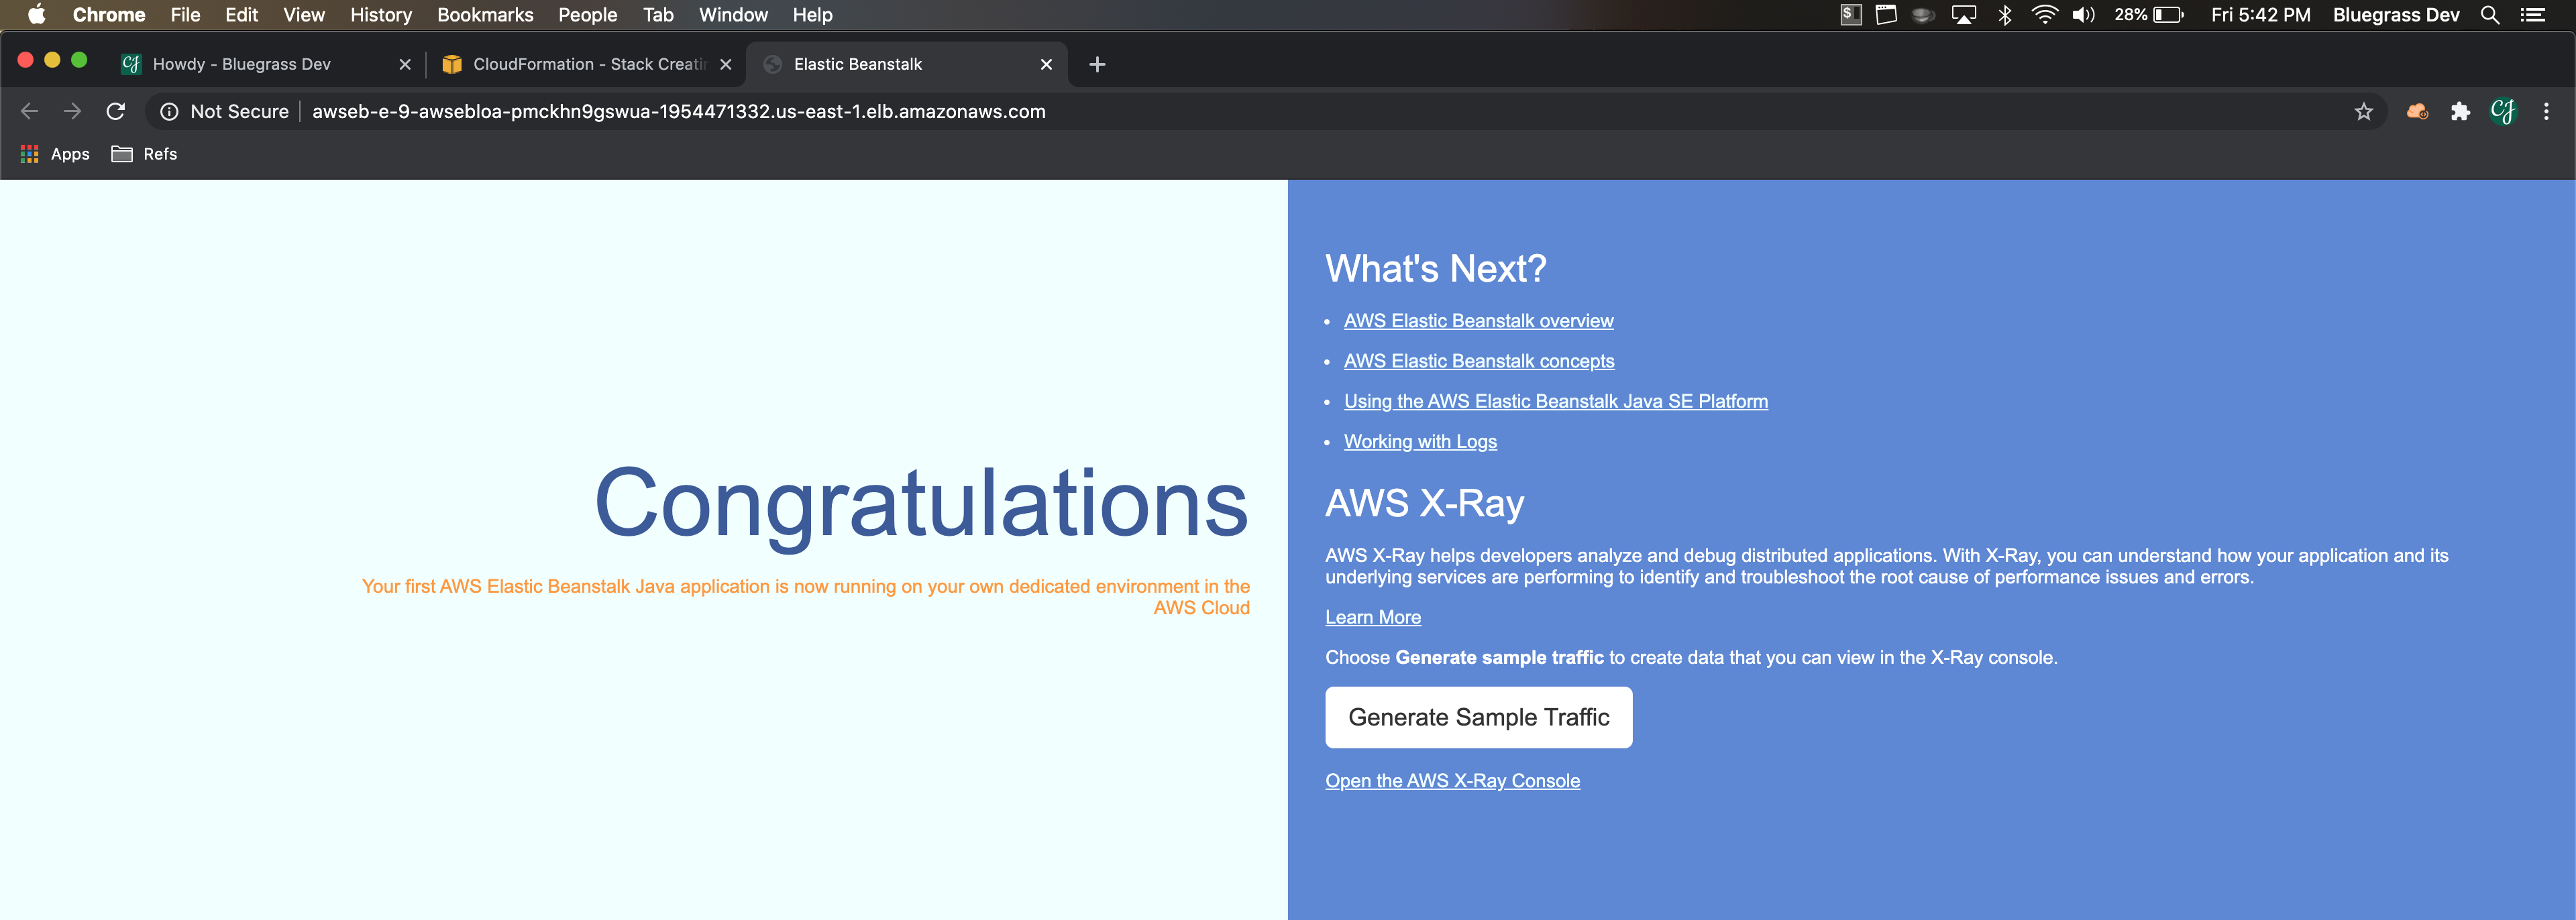 Chrome File Edit View History Bookmarks People Tab Window Help 28% Fri 5:42 PM Bluegrass Dev
Howdy - Bluegrass Dev CloudFormation - Stack Creatin Elastic Beanstalk
Not Secure awseb-e-9-awsebloa-pmckhn9gswua-1954471332.us-east-1.elb.amazonaws.com
Apps Refs
Congratulations
Your first AWS Elastic Beanstalk Java application is now running on your own dedicated environment in the
AWS Cloud
What's Next?
AWS Elastic Beanstalk overview
AWS Elastic Beanstalk concepts
Using the AWS Elastic Beanstalk Java SE Platform
Working with Logs
AWS X-Ray
AWS X-Ray helps developers analyze and debug distributed applications. With X-Ray, you can understand how your application and its
underlying services are performing to identify and troubleshoot the root cause of performance issues and errors.
Learn More
Choose Generate sample traffic to create data that you can view in the X-Ray console.
Generate Sample Traffic
Open the AWS X-Ray Console